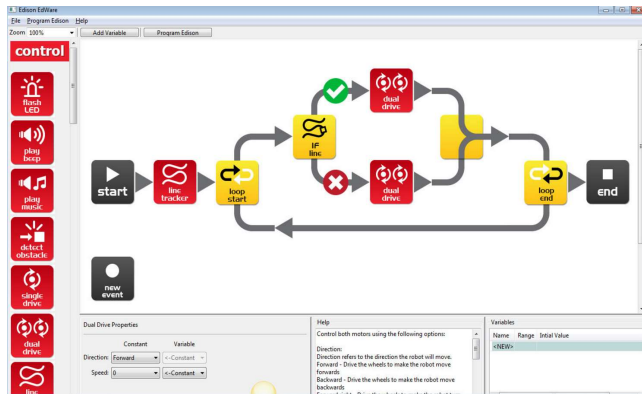 Edison EdWare
File Program Edison Help
Zoom 100% Add Variable Program Edison
control
flash
LED
play
beep
play
music
detect
obstacle
single
drive
dual
drive
line
start
line
tracker
loop
start
IF
line
dual
drive
dual
drive
loop
end
end
new
event
Dual Drive Properties
Constant Variable
Direction: Forward <-Constant
Speed: 0 <-Constant
Help
Control both motors using the following options:
Direction:
Direction refers to the direction the robot will move.
Forward - Drive the wheels to make the robot move
forwards
Backward - Drive the wheels to make the robot move
backwards
Variables
Name Range Intial Value
<NEW>